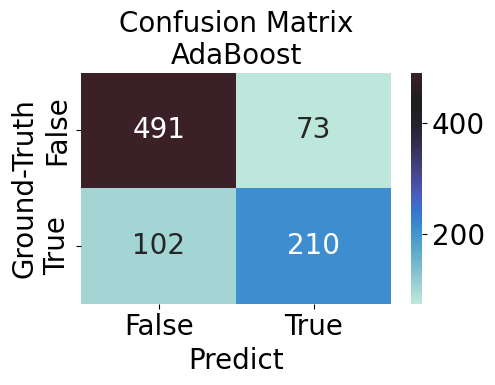 Confusion Matrix
AdaBoost
Ground-Truth
False
True
491
73
102
210
False
True
Predict
400
200